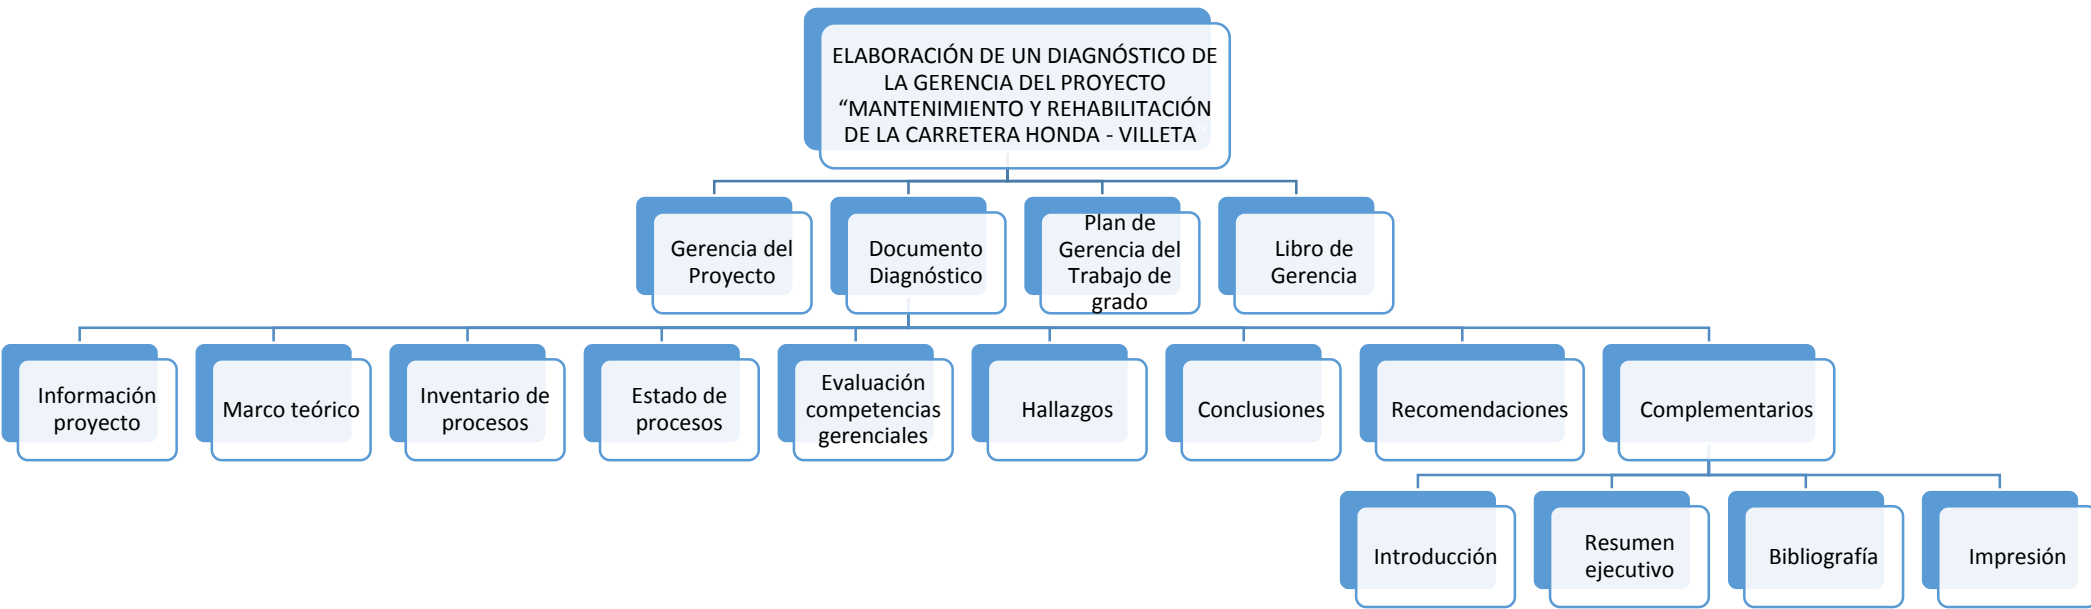 ELABORACIÓN DE UN DIAGNÓSTICO DE
LA GERENCIA DEL PROYECTO
“MANTENIMIENTO Y REHABILITACIÓN
DE LA CARRETERA HONDA - VILLETA
Gerencia del
Proyecto
Documento
Diagnóstico
Plan de
Gerencia del
Trabajo de
grado
Libro de
Gerencia
Información
proyecto
Marco teórico
Inventario de
procesos
Estado de
procesos
Evaluación
competencias
gerenciales
Hallazgos
Conclusiones
Recomendaciones
Complementarios
Introducción
Resumen
ejecutivo
Bibliografía
Impresión